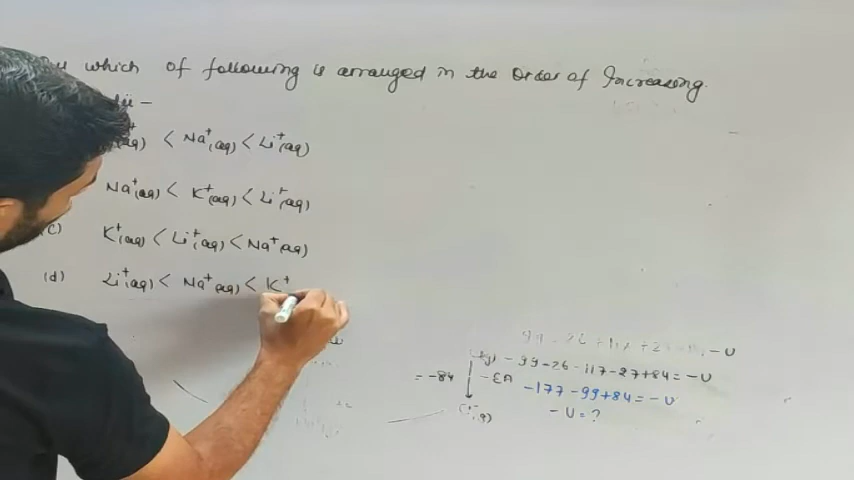 which of following is arranged in the order of Increasing
⁺(aq) < Na⁺(aq) < Li⁺(aq)
Na⁺(aq) < K⁺(aq) < Li⁺(aq)
(c) K⁺(aq) < Li⁺(aq) < Na⁺(aq)
(d) Li⁺(aq) < Na⁺(aq) < K⁺
- U
(g) - 99-26-117-27+84 = -U
= -84 -EA
-177-99+84 = -U
- U = ?